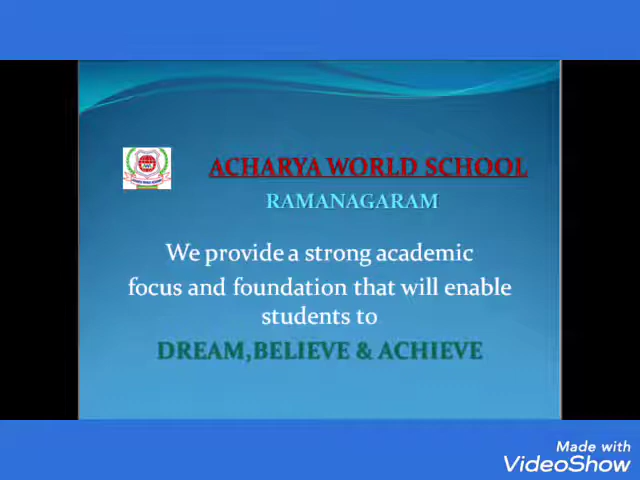 ACHARYA WORLD SCHOOL
RAMANAGARAM
We provide a strong academic
focus and foundation that will enable
students to
DREAM,BELIEVE & ACHIEVE
Made with
VideoShow